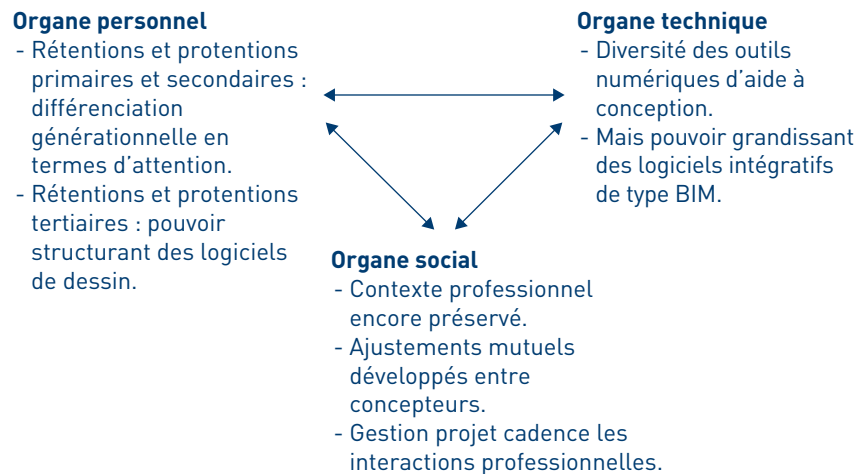 Organe personnel
- Rétentions et protentions
primaires et secondaires :
différenciation
générationnelle en
termes d’attention.
- Rétentions et protentions
tertiaires : pouvoir
structurant des logiciels
de dessin.
Organe technique
- Diversité des outils
numériques d’aide à
conception.
- Mais pouvoir grandissant
des logiciels intégratifs
de type BIM.
Organe social
- Contexte professionnel
encore préservé.
- Ajustements mutuels
développés entre
concepteurs.
- Gestion projet cadence les
interactions professionnelles.